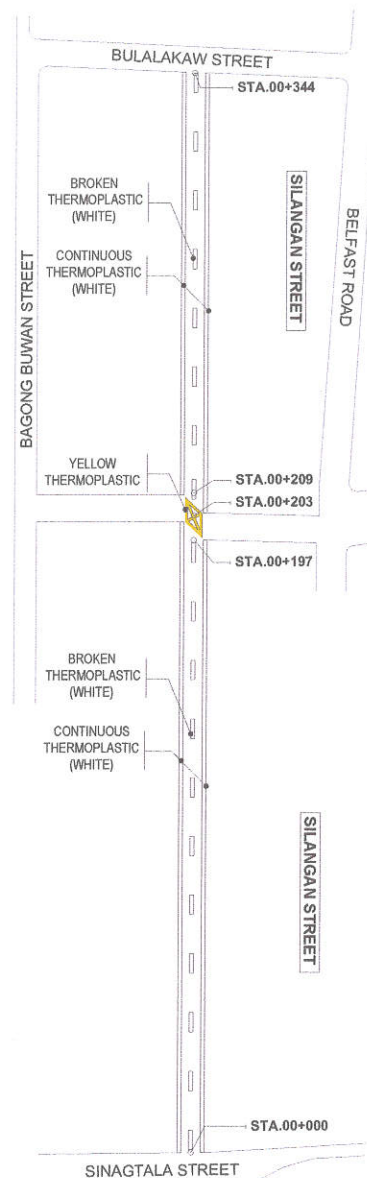 BULALAKAW STREET
STA.00+344
BROKEN
THERMOPLASTIC
(WHITE)
SILANGAN STREET
BELFAST ROAD
CONTINUOUS
THERMOPLASTIC
(WHITE)
BAGONG BUWAN STREET
YELLOW
THERMOPLASTIC
STA.00+209
STA.00+203
STA.00+197
BROKEN
THERMOPLASTIC
(WHITE)
CONTINUOUS
THERMOPLASTIC
(WHITE)
SILANGAN STREET
STA.00+000
SINAGTALA STREET